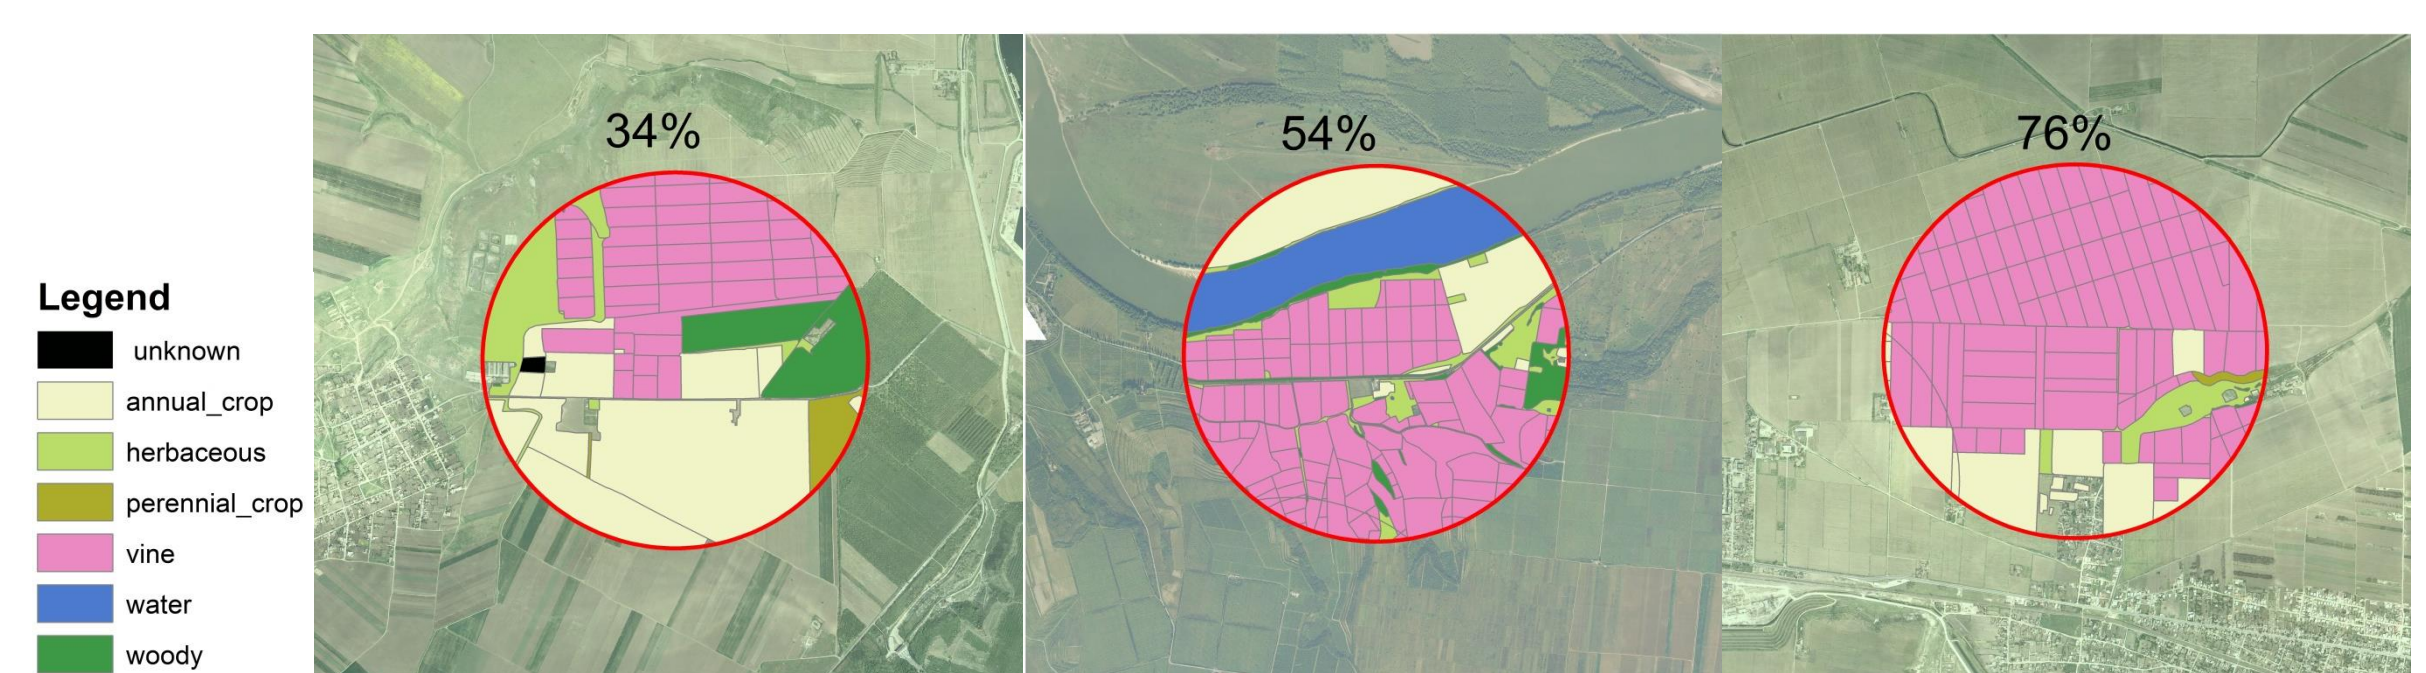 34%
54%
76%
Legend
unknown
annual_crop
herbaceous
perennial_crop
vine
water
woody